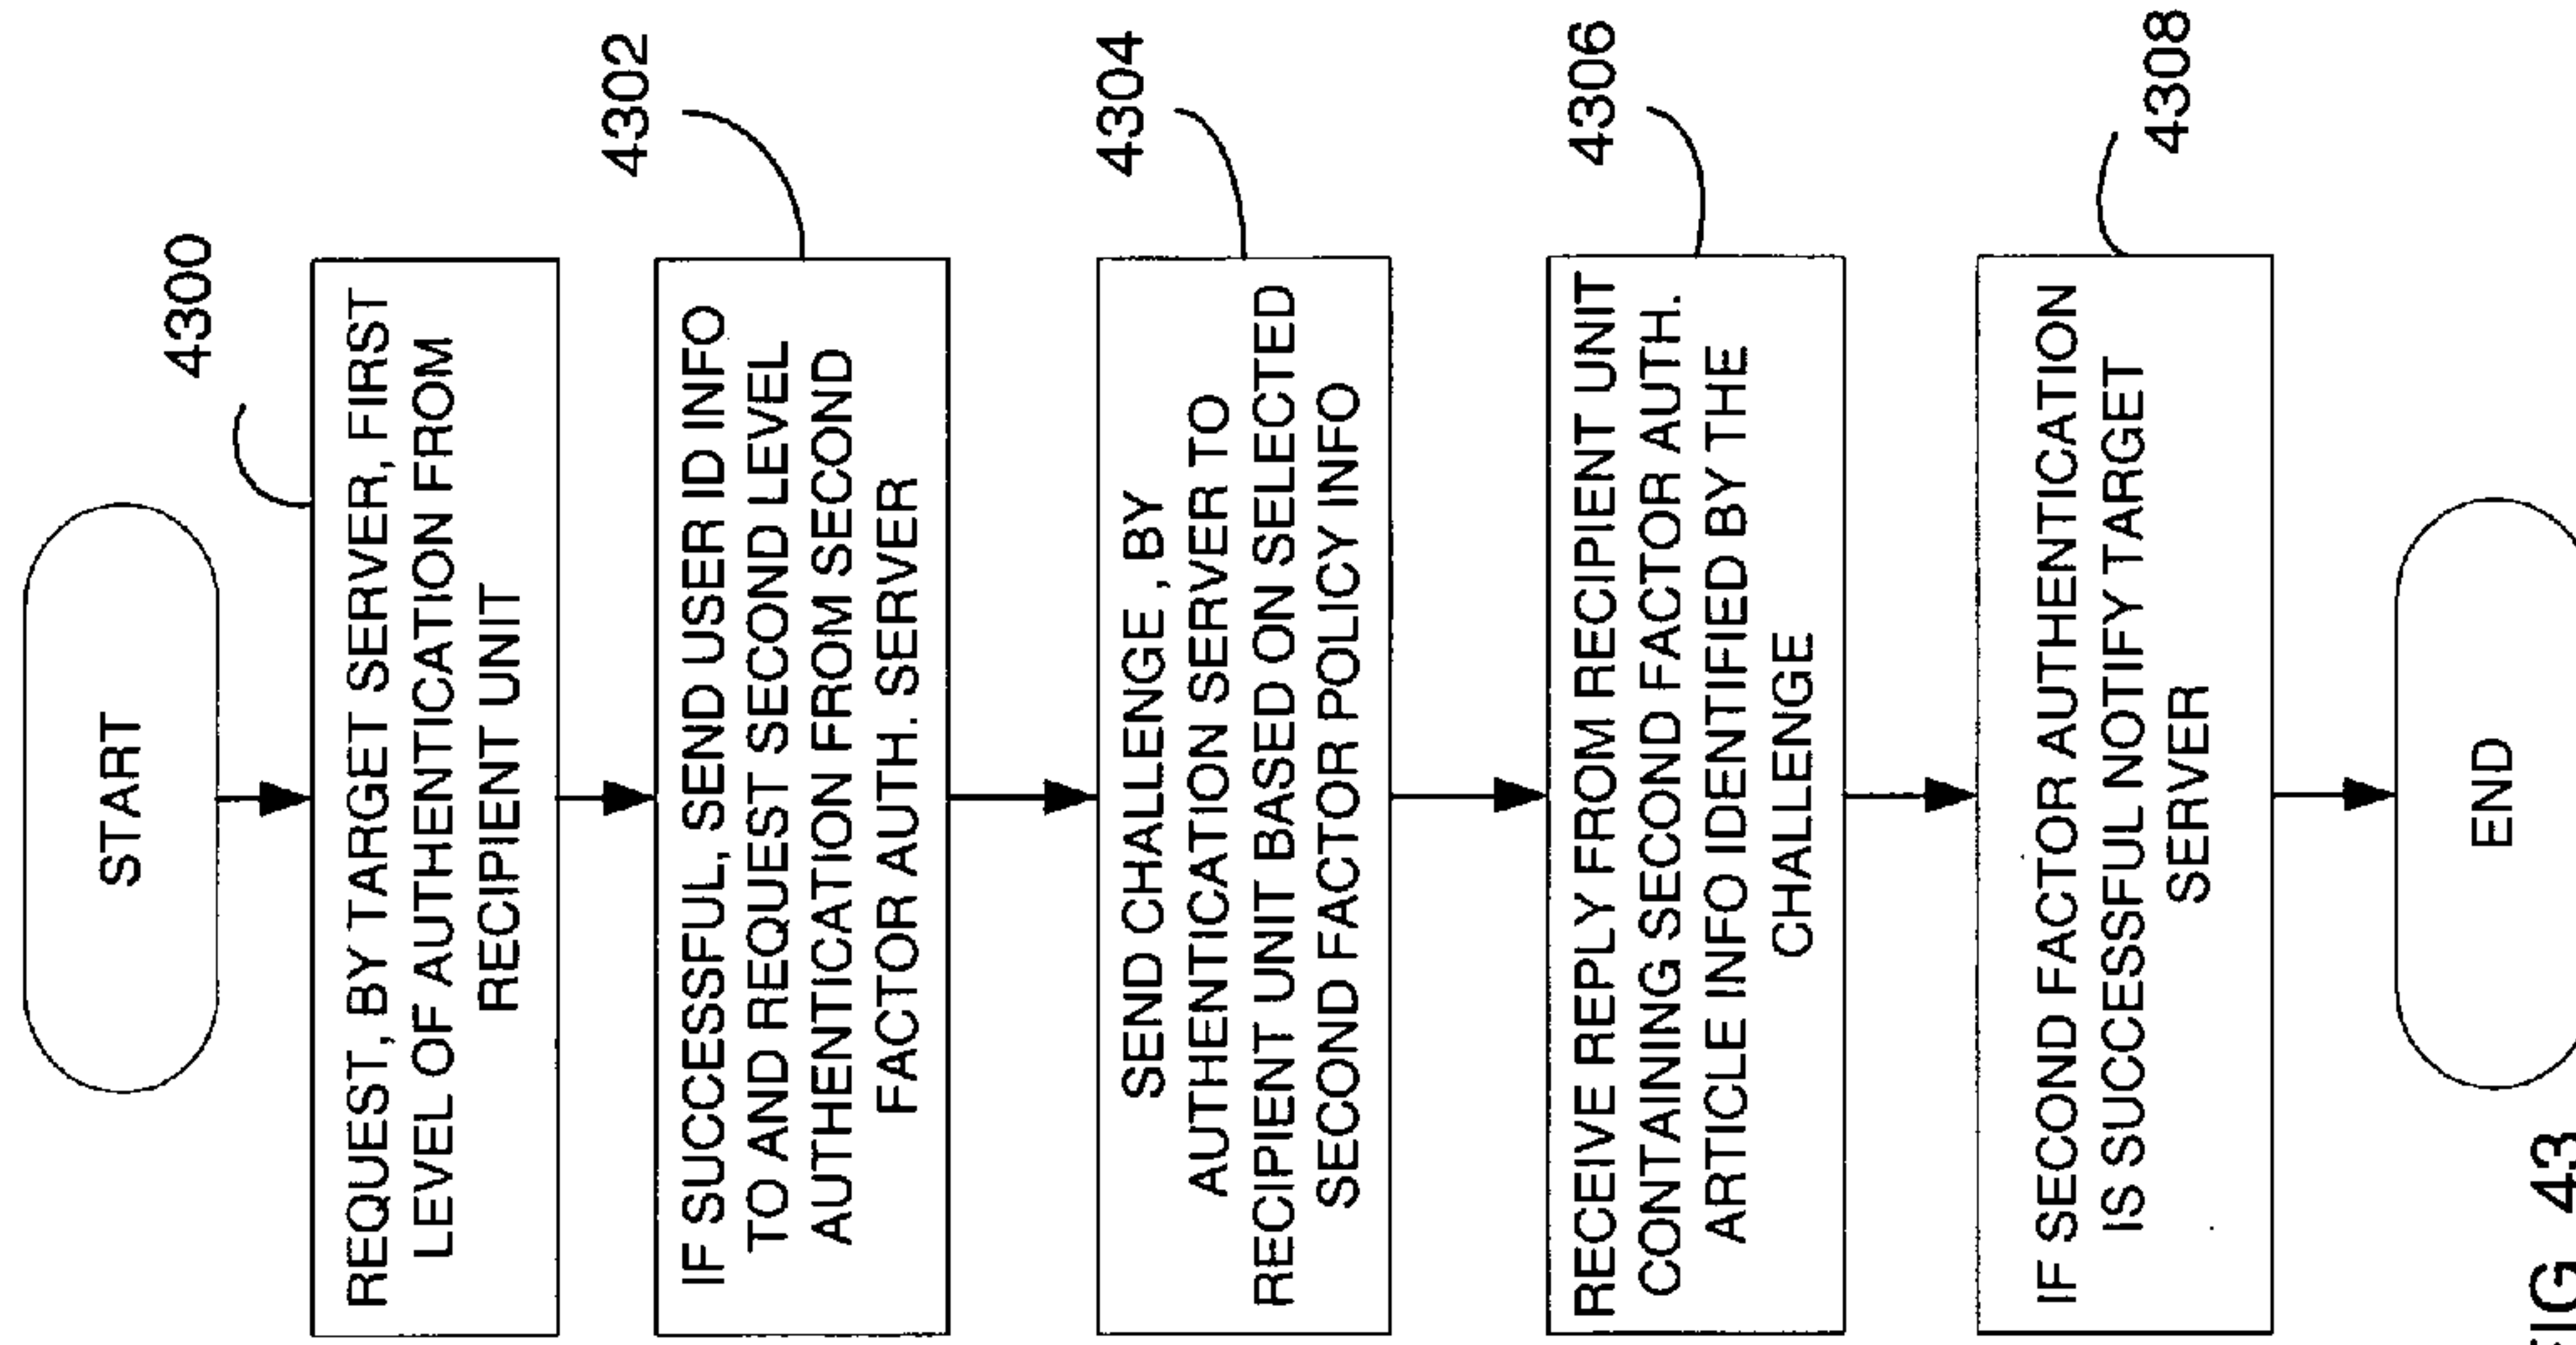 START
4300
REQUEST, BY TARGET SERVER, FIRST
LEVEL OF AUTHENTICATION FROM
RECIPIENT UNIT
4302
IF SUCCESSFUL, SEND USER ID INFO
TO AND REQUEST SECOND LEVEL
AUTHENTICATION FROM SECOND
FACTOR AUTH. SERVER
4304
SEND CHALLENGE , BY
AUTHENTICATION SERVER TO
RECIPIENT UNIT BASED ON SELECTED
SECOND FACTOR POLICY INFO
4306
RECEIVE REPLY FROM RECIPIENT UNIT
CONTAINING SECOND FACTOR AUTH.
ARTICLE INFO IDENTIFIED BY THE
CHALLENGE
4308
IF SECOND FACTOR AUTHENTICATION
IS SUCCESSFUL NOTIFY TARGET
SERVER
END
FIG. 43